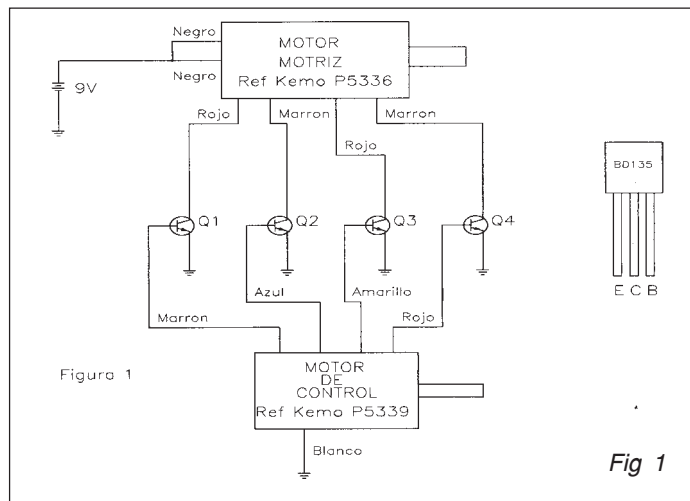 Negro
MOTOR
MOTRIZ
Ref Kemo P5336
Negro
9V
Rojo
Marron
Rojo
Marron
BD135
Q1
Q2
Q3
Q4
E C B
Azul
Amarillo
Marron
Rojo
MOTOR
DE
CONTROL
Ref Kemo P5339
Figura 1
Blanco
Fig 1